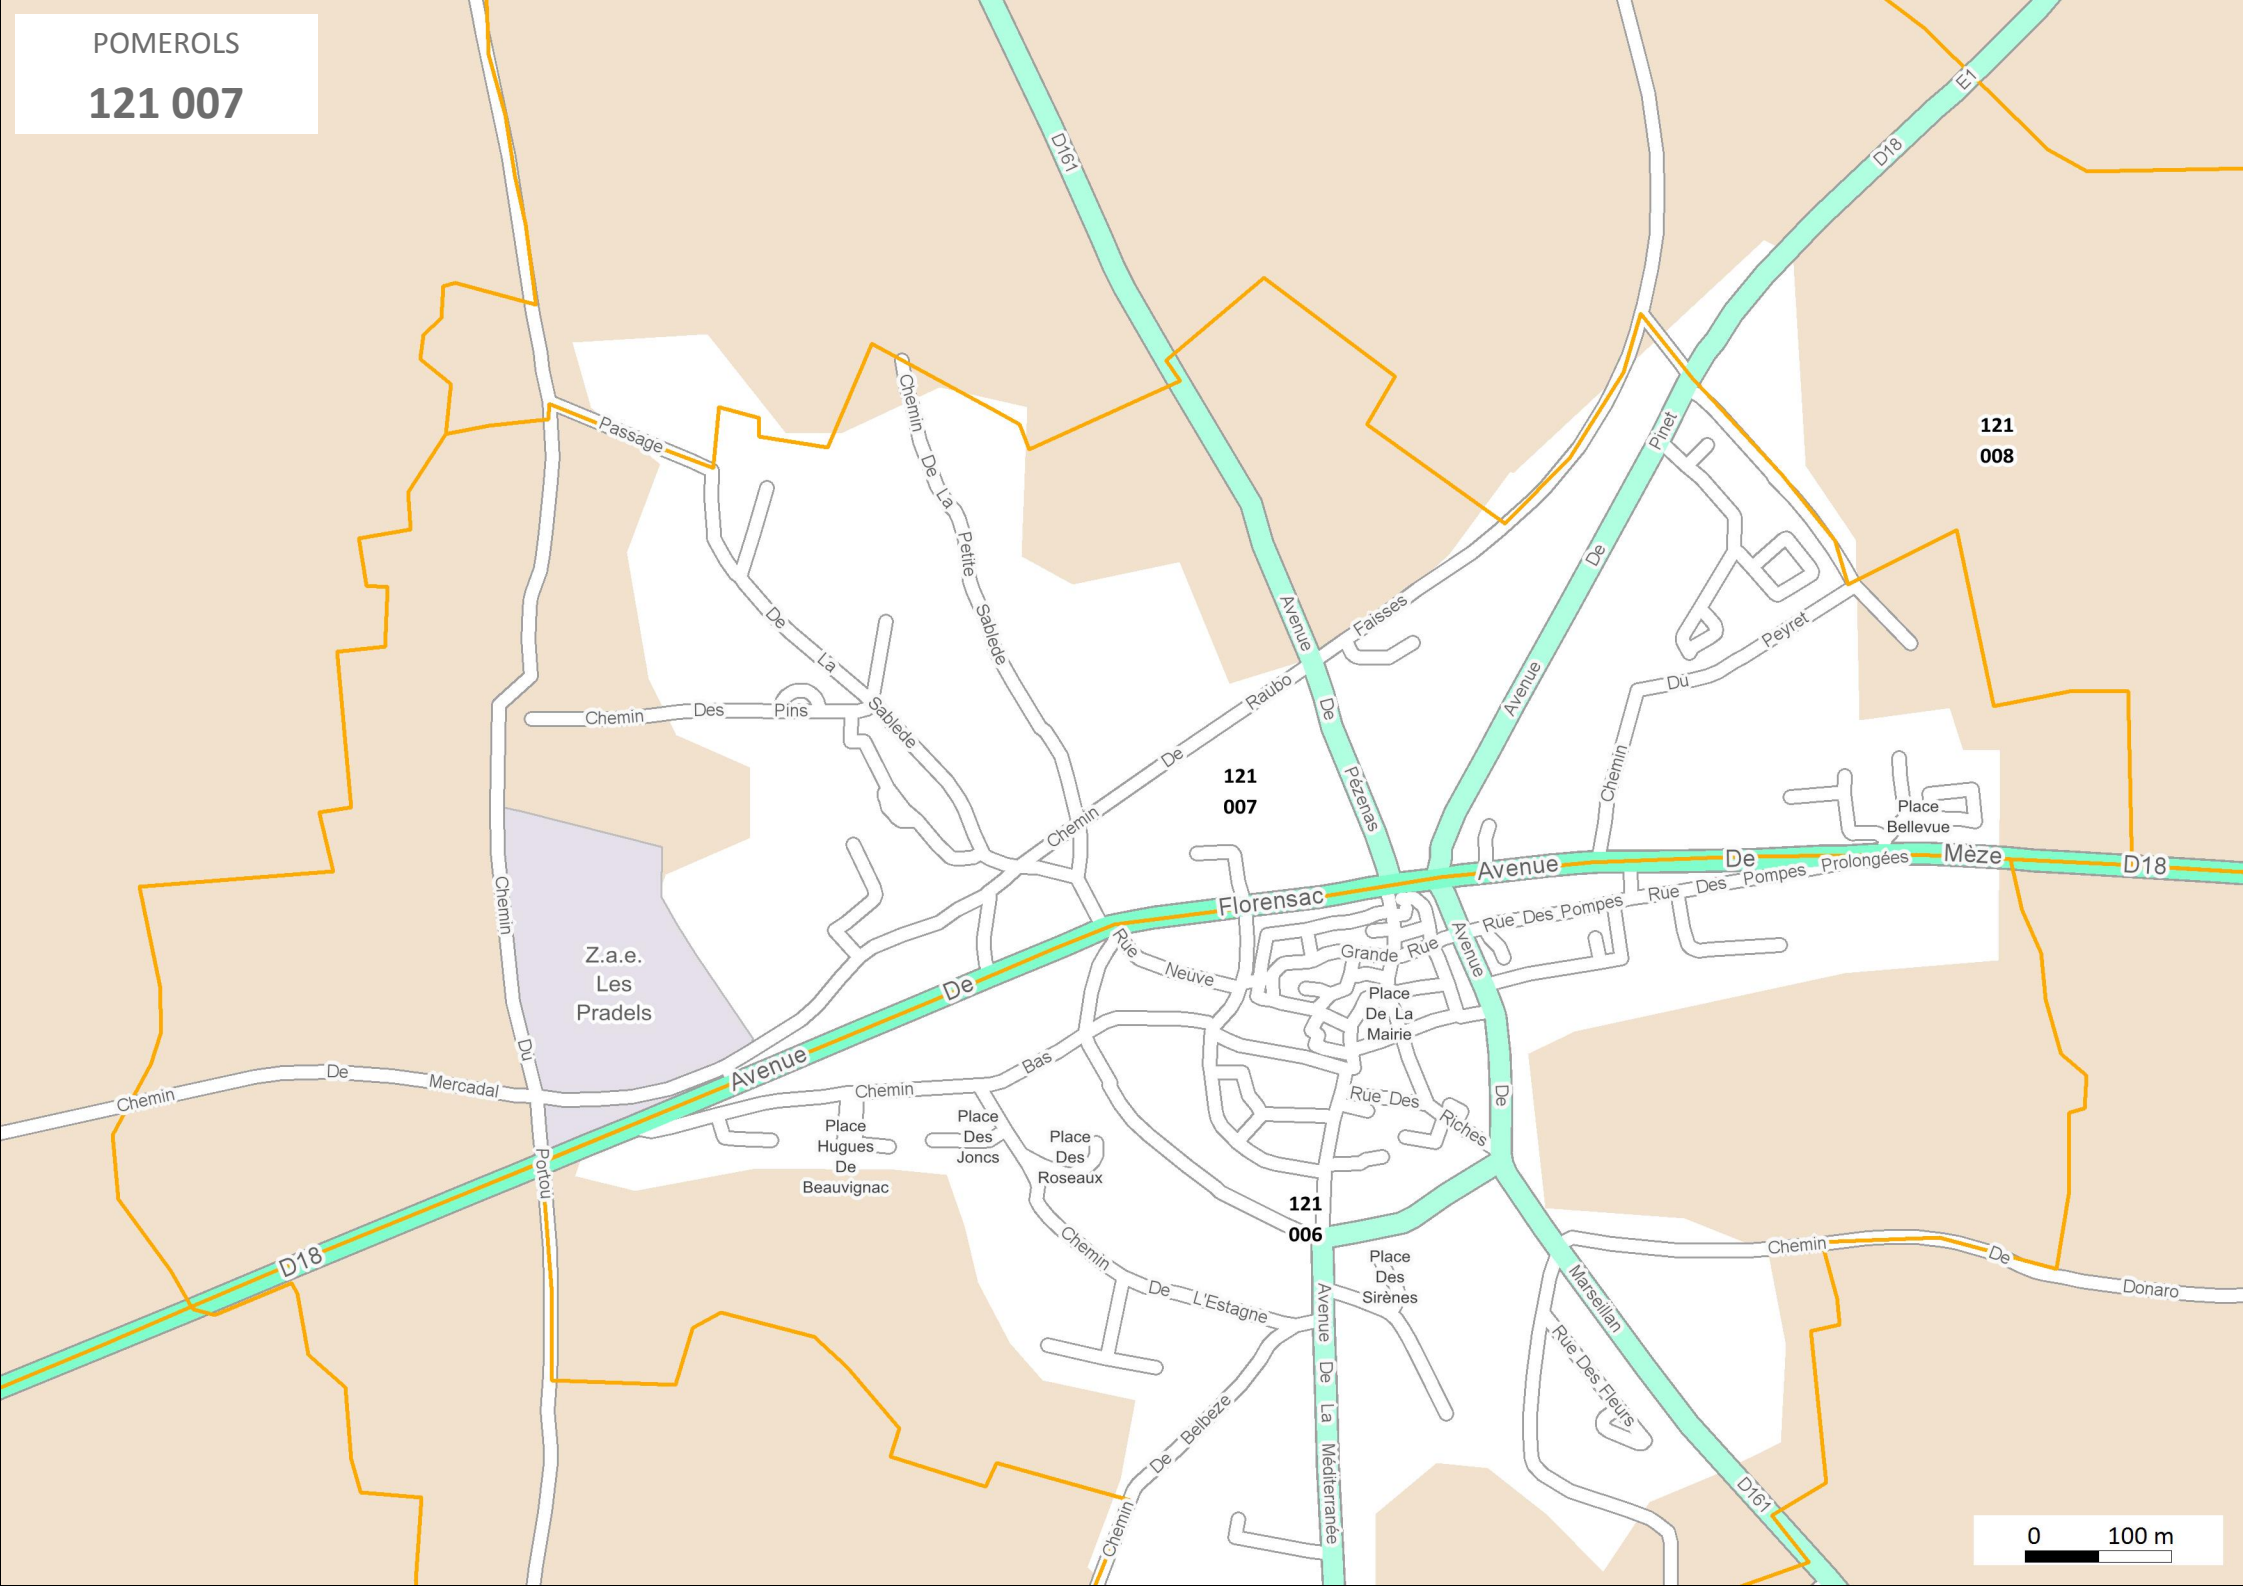 POMEROLS
121 007
D161
E1
D18
Passage
De
La
Sablede
Chemin
De
La
Petite
Sablede
Pinet
De
Avenue
121
008
Avenue
De
Pézenas
Faisses
Raubo
De
Chemin
Peyret
Du
Chemin
Chemin
Des
Pins
121
007
Place
Bellevue
Avenue
De
Mèze
D18
Rue Des Pompes Prolongées
Rue Des Pompes
Florensac
Grande Rue
Avenue
Rue
Neuve
Chemin
Z.a.e.
Les
Pradels
De
Place
De La
Mairie
Du
Avenue
Chemin
De
Mercadal
Chemin
Bas
Rue Des
Riches
De
Place
Hugues
De
Beauvignac
Place
Des
Joncs
Place
Des
Roseaux
Portou
121
006
D18
Chemin
De
L'Estagne
Place
Des
Sirènes
Chemin
De
Donaro
Marseillan
Rue Des Fleurs
Avenue
De
La
Méditerranée
Chemin
De
Belbeze
D161
0 100 m